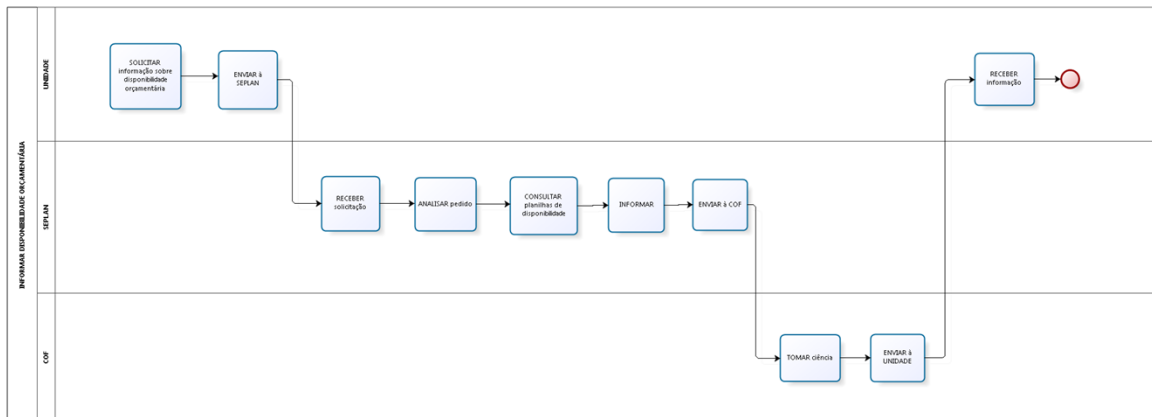 INFORMAR DISPONIBILIDADE ORÇAMENTÁRIA
UNIDADE
SOLICITAR
informação sobre
disponibilidade
orçamentária
ENVIAR à
SEPLAN
RECEBER
informação
SEPLAN
RECEBER
solicitação
ANALISAR pedido
CONSULTAR
planilhas de
disponibilidade
INFORMAR
ENVIAR à COF
COF
TOMAR ciência
ENVIAR à
UNIDADE